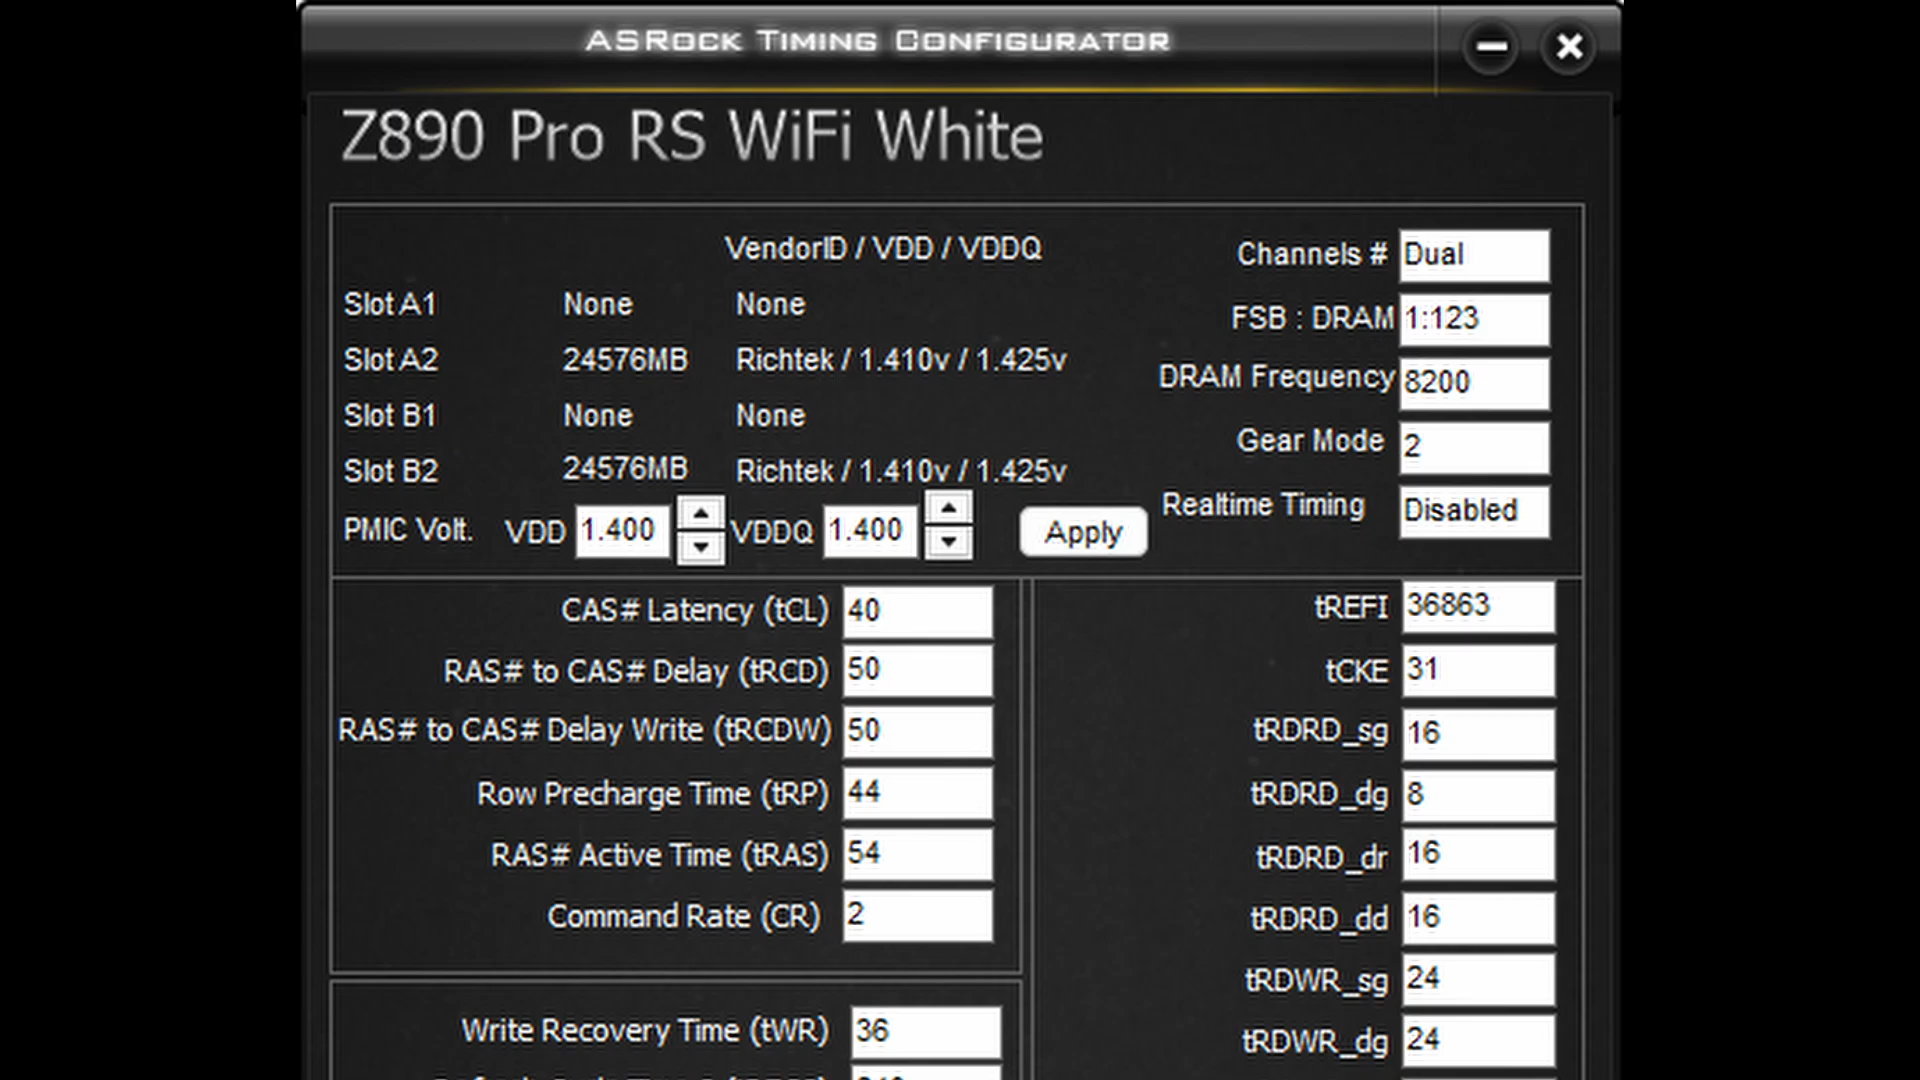 ASRock Timing Configurator
Z890 Pro RS WiFi White
VendorID / VDD / VDDQ
Slot A1 None None
Slot A2 24576MB Richtek / 1.410v / 1.425v
Slot B1 None None
Slot B2 24576MB Richtek / 1.410v / 1.425v
PMIC Volt. VDD 1.400 VDDQ 1.400 Apply
Channels # Dual
FSB : DRAM 1:123
DRAM Frequency 8200
Gear Mode 2
Realtime Timing Disabled
CAS# Latency (tCL) 40
RAS# to CAS# Delay (tRCD) 50
RAS# to CAS# Delay Write (tRCDW) 50
Row Precharge Time (tRP) 44
RAS# Active Time (tRAS) 54
Command Rate (CR) 2
Write Recovery Time (tWR) 36
tREFI 36863
tCKE 31
tRDRD_sg 16
tRDRD_dg 8
tRDRD_dr 16
tRDRD_dd 16
tRDWR_sg 24
tRDWR_dg 24